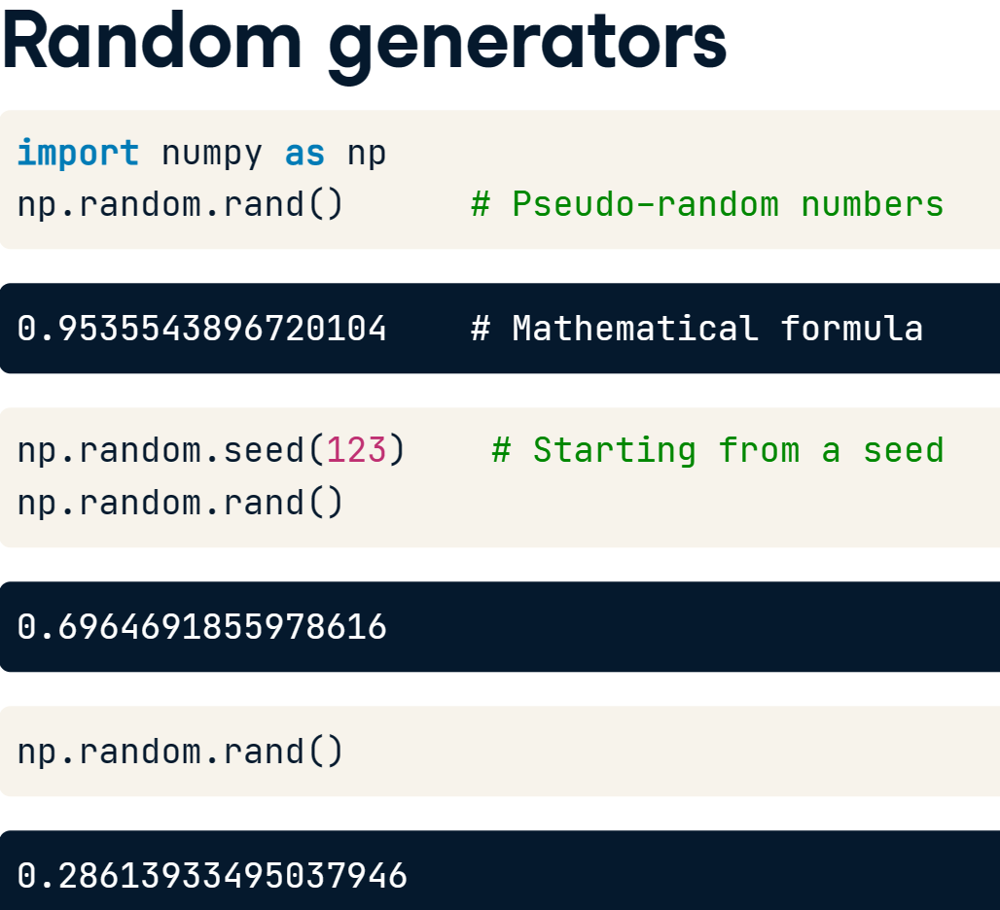 Random generators
import numpy as np
np.random.rand() # Pseudo-random numbers
0.9535543896720104 # Mathematical formula
np.random.seed(123) # Starting from a seed
np.random.rand()
0.6964691855978616
np.random.rand()
0.28613933495037946